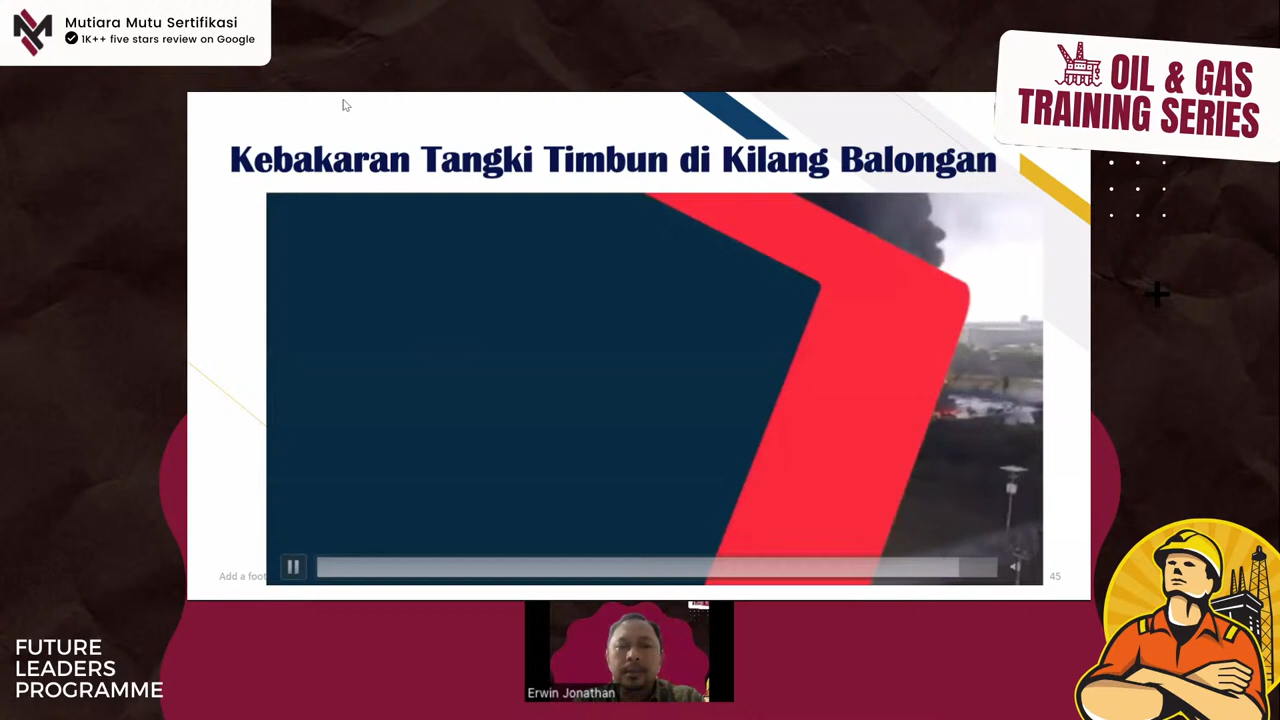 Mutiara Mutu Sertifikasi
1K++ five stars review on Google
OIL & GAS
TRAINING SERIES
Kebakaran Tangki Timbun di Kilang Balongan
Add a foot
45
Erwin Jonathan
FUTURE
LEADERS
PROGRAMME